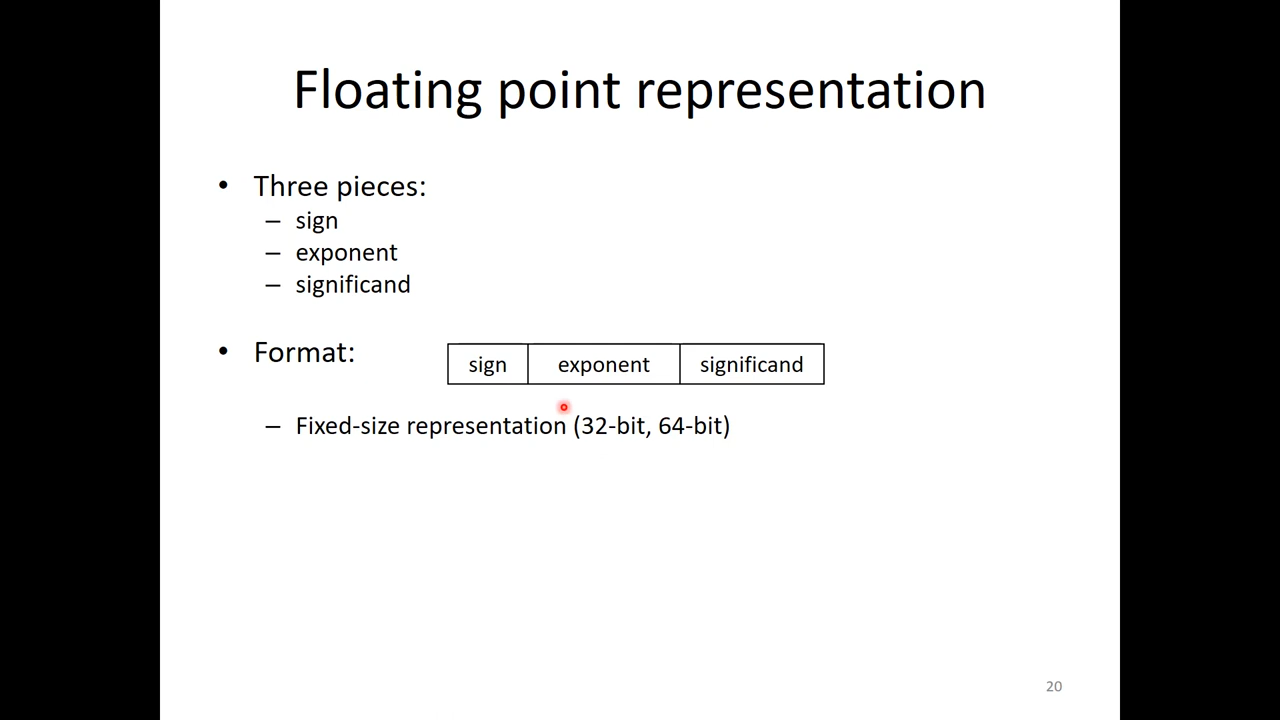 Floating point representation
• Three pieces:
– sign
– exponent
– significand
• Format:
sign exponent significand
– Fixed-size representation (32-bit, 64-bit)
20